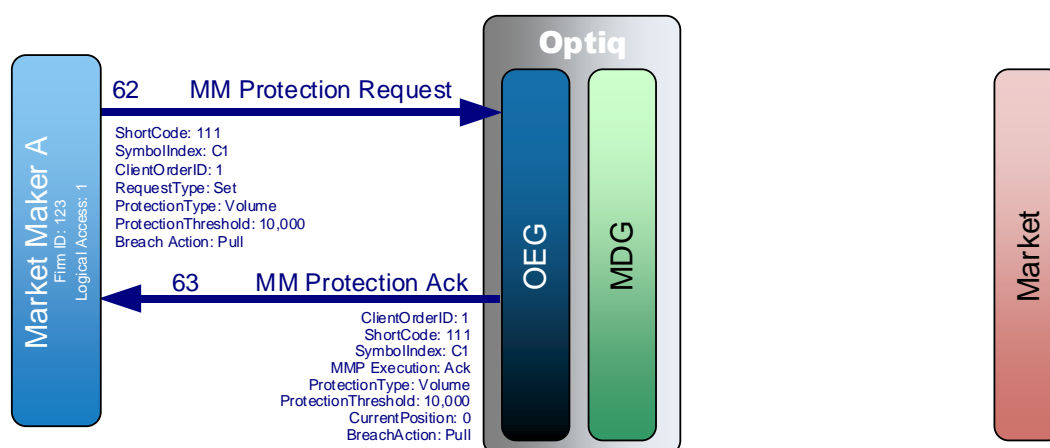 Optiq
62 MM Protection Request
ShortCode: 111
SymbolIndex: C1
ClientOrderID: 1
RequestType: Set
ProtectionType: Volume
ProtectionThreshold: 10,000
Breach Action: Pull
Market Maker A
Firm ID: 123
Logical Access: 1
OEG
MDG
Market
63 MM Protection Ack
ClientOrderID: 1
ShortCode: 111
SymbolIndex: C1
MMP Execution: Ack
ProtectionType: Volume
ProtectionThreshold: 10,000
CurrentPosition: 0
BreachAction: Pull